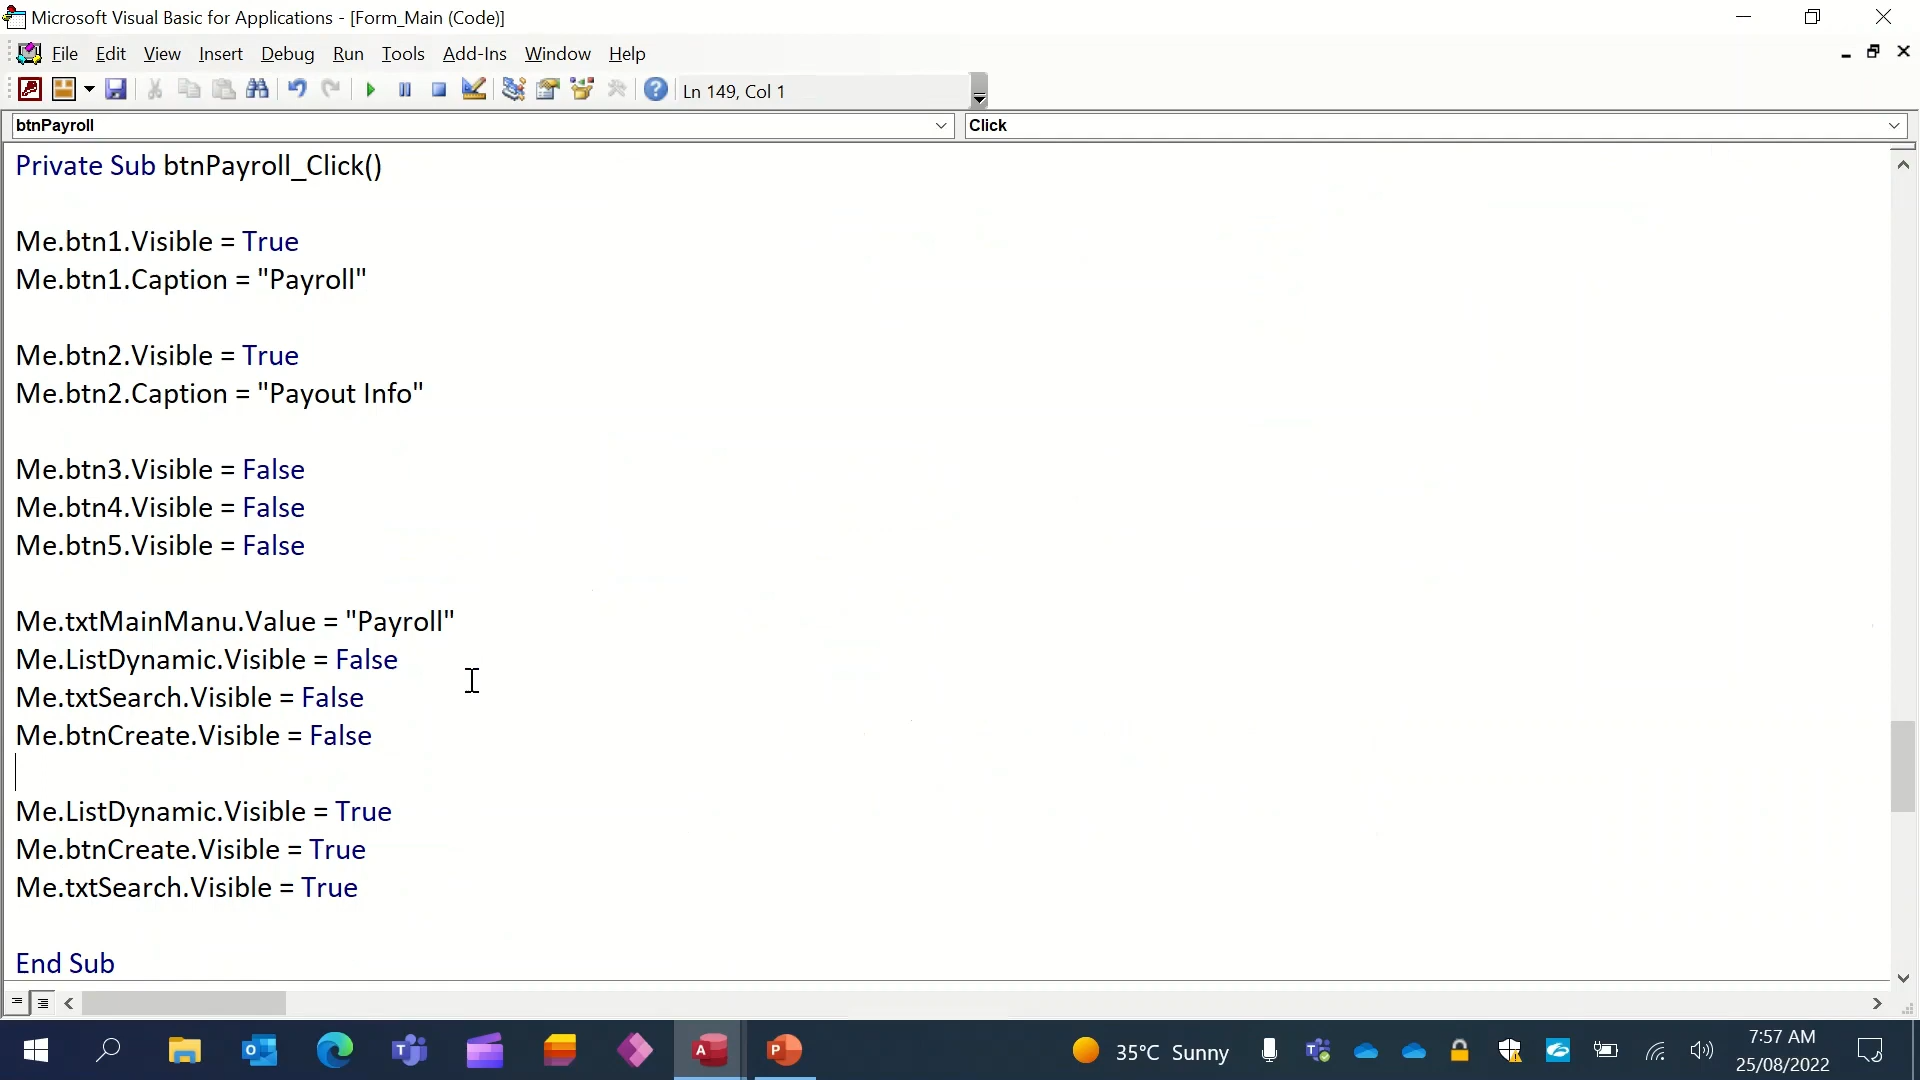 Microsoft Visual Basic for Applications - [Form_Main (Code)]
File Edit View Insert Debug Run Tools Add-Ins Window Help
Ln 149, Col 1
btnPayroll
Click
Private Sub btnPayroll_Click()
Me.btn1.Visible = True
Me.btn1.Caption = "Payroll"
Me.btn2.Visible = True
Me.btn2.Caption = "Payout Info"
Me.btn3.Visible = False
Me.btn4.Visible = False
Me.btn5.Visible = False
Me.txtMainManu.Value = "Payroll"
Me.ListDynamic.Visible = False
Me.txtSearch.Visible = False
Me.btnCreate.Visible = False
Me.ListDynamic.Visible = True
Me.btnCreate.Visible = True
Me.txtSearch.Visible = True
End Sub
35°C Sunny
7:57 AM
25/08/2022